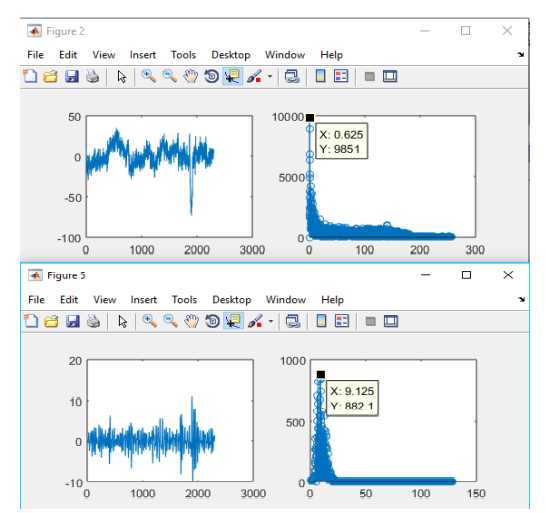 Figure 2
File Edit View Insert Tools Desktop Window Help
50
0
-50
-100
0 1000 2000 3000
10000
5000
0
0 100 200 300
X: 0.625
Y: 9851
Figure 5
File Edit View Insert Tools Desktop Window Help
20
10
0
-10
0 1000 2000 3000
1000
500
0
0 50 100 150
X: 9.125
Y: 882.1